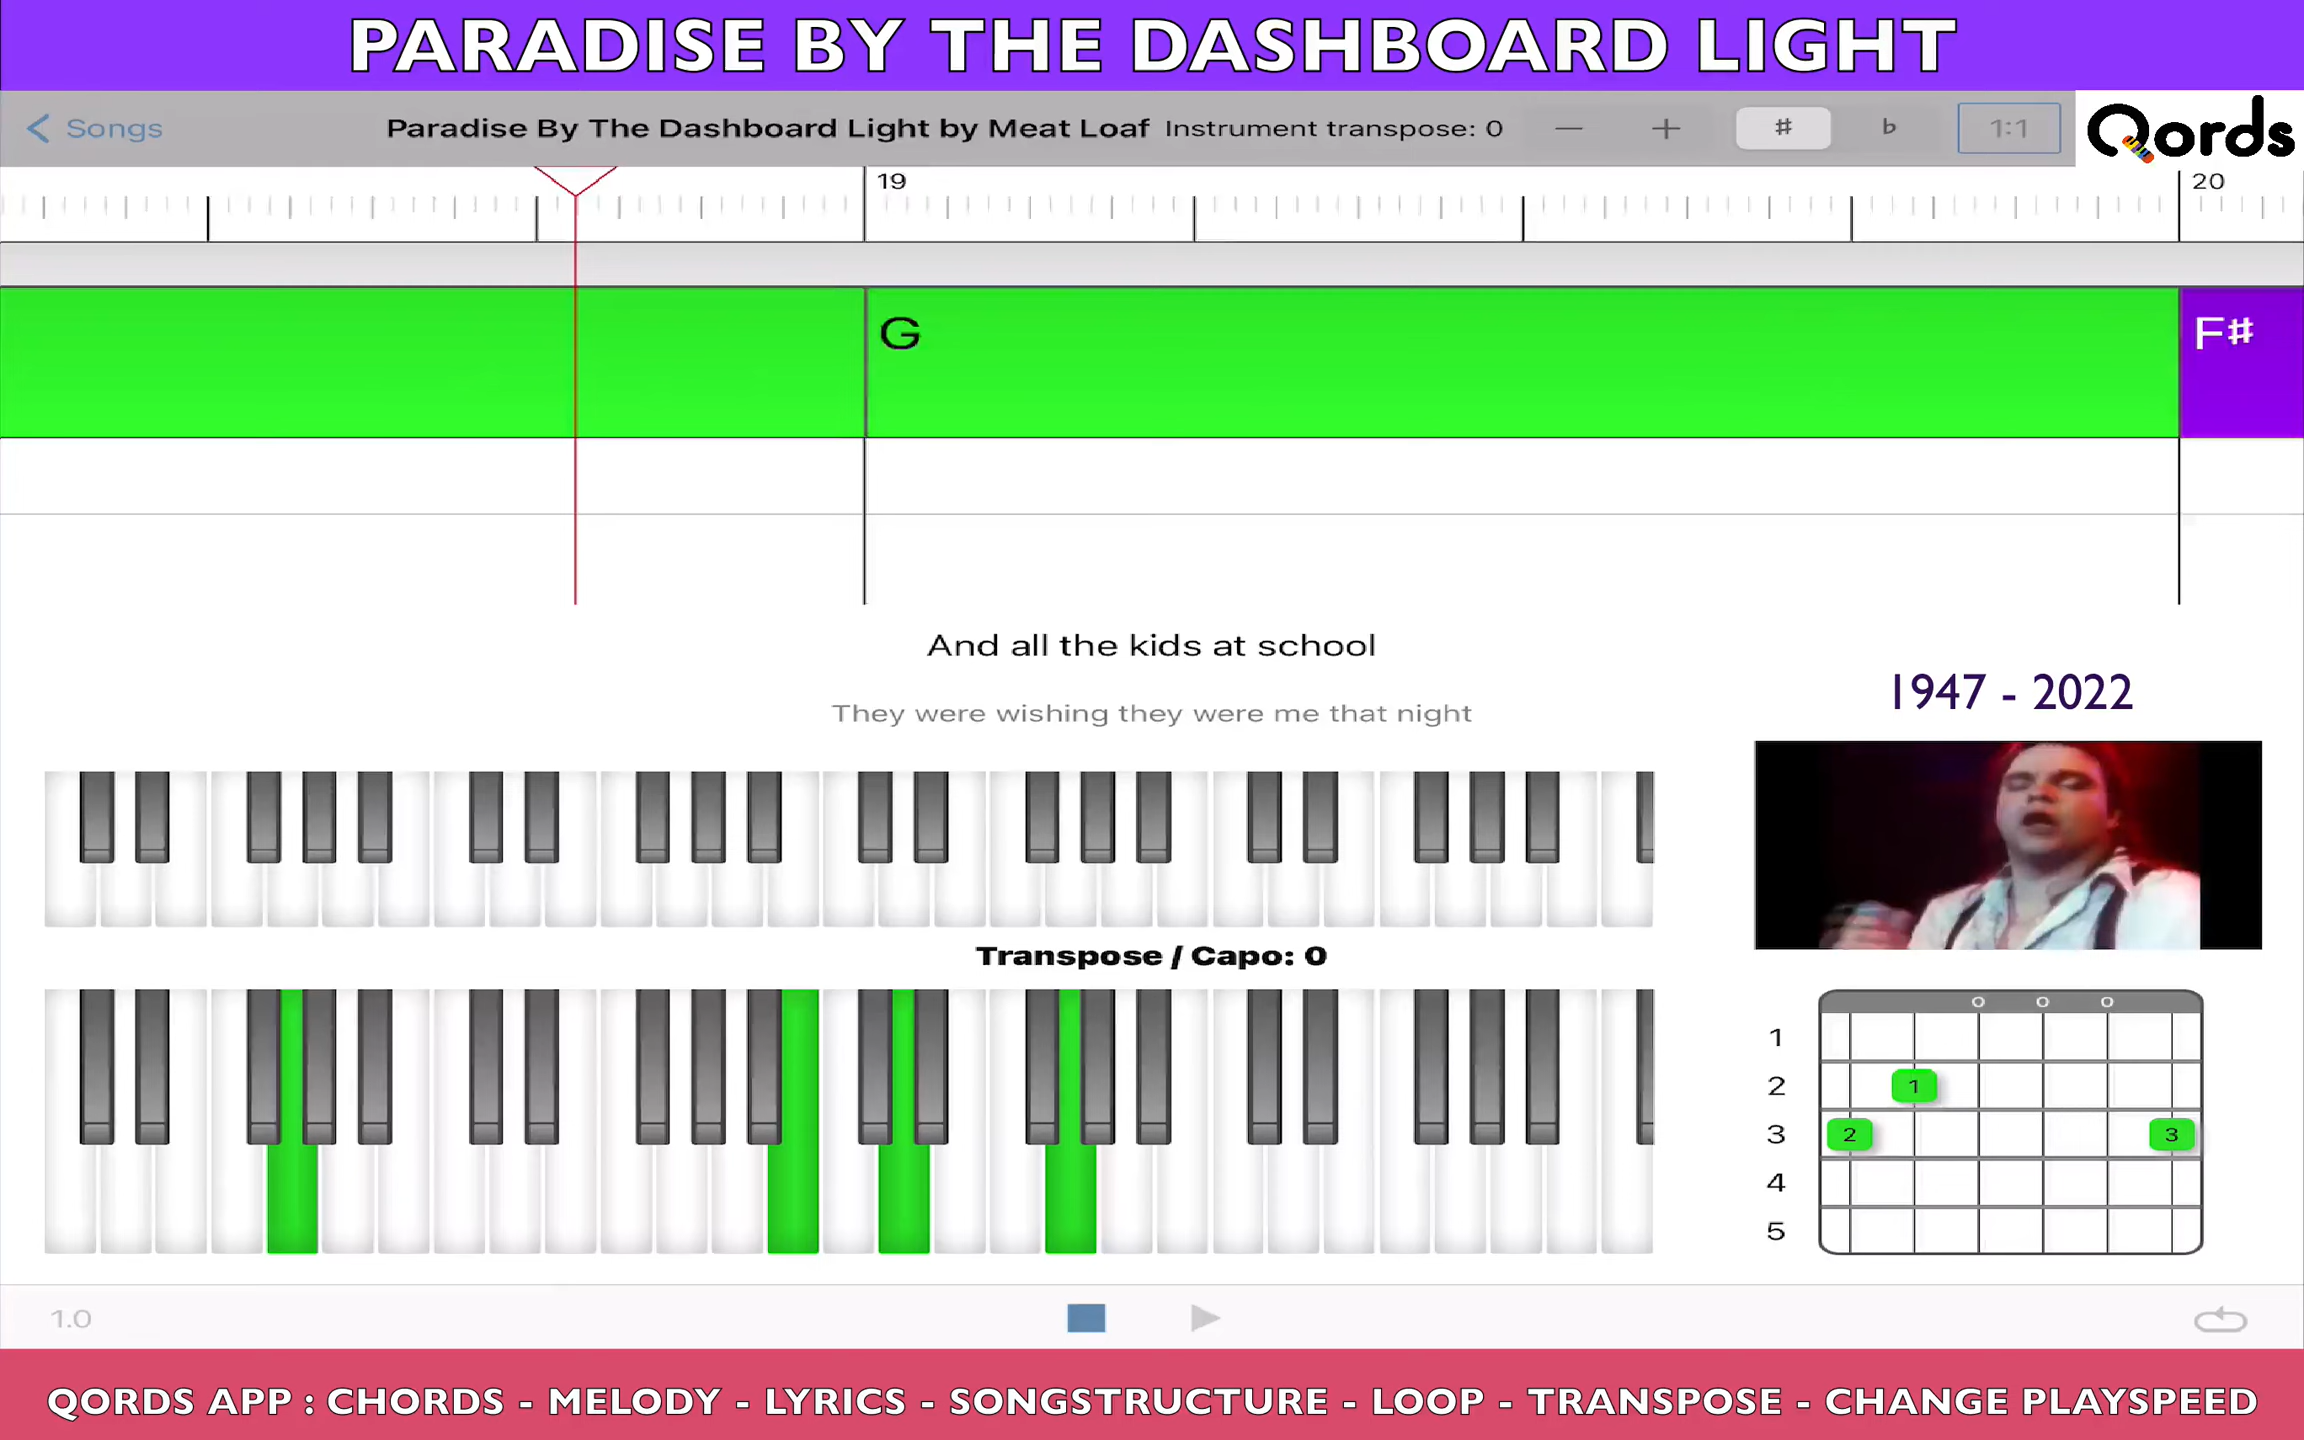 PARADISE BY THE DASHBOARD LIGHT
< Songs Paradise By The Dashboard Light by Meat Loaf Instrument transpose: 0 — + ♯ ♭ 1:1 Qords
19 20
G F♯
And all the kids at school
They were wishing they were me that night
1947 - 2022
Transpose / Capo: 0
o o o
1
2 1
3 2 3
4
5
1.0
QORDS APP : CHORDS - MELODY - LYRICS - SONGSTRUCTURE - LOOP - TRANSPOSE - CHANGE PLAYSPEED